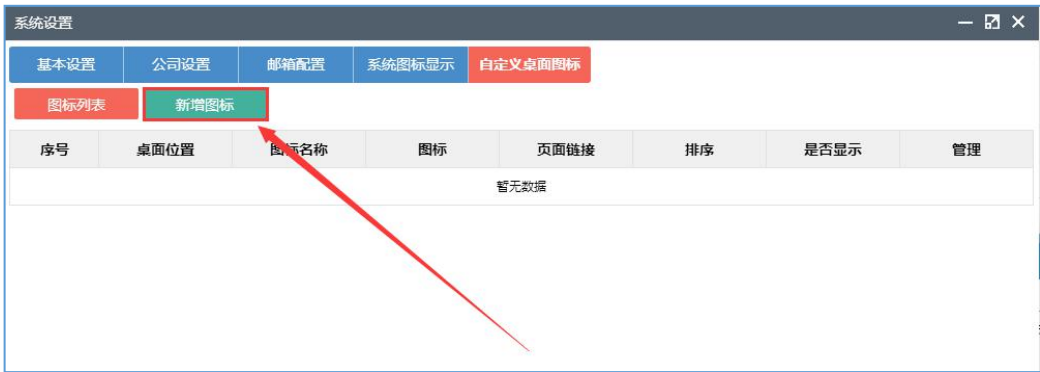 系统设置
基本设置 公司设置 邮箱配置 系统图标显示 自定义桌面图标
图标列表 新增图标
序号 桌面位置 图标名称 图标 页面链接 排序 是否显示 管理
暂无数据